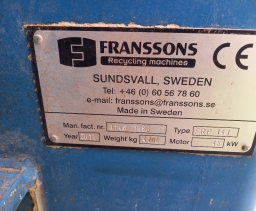 FRANSSONS
Recycling machines
CE
SUNDSVALL, SWEDEN
Tel: +46 (0) 60 56 78 60
e-mail: franssons@franssons.se
Made in Sweden
Man. fact. nr. Type
Year Weight kg Motor kW